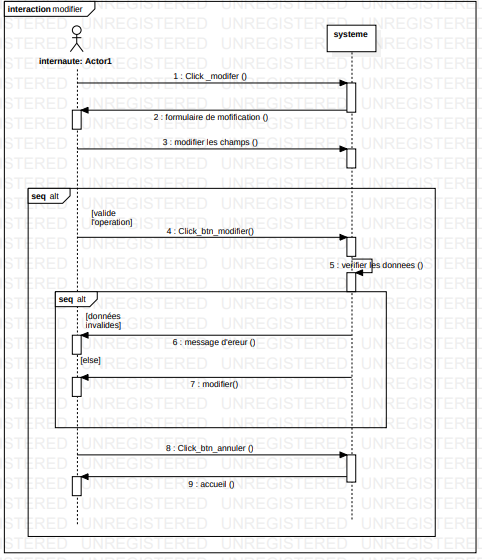 interaction modifier
systeme
internaute: Actor1
1 : Click _modifer ()
2 : formulaire de mofification ()
3 : modifier les champs ()
seq alt
[valide
l'operation]
4 : Click_btn_modifier()
5 : verifier les donnees ()
seq alt
[données
invalides]
6 : message d'ereur ()
[else]
7 : modifier()
8 : Click_btn_annuler ()
9 : accueil ()
UNREGISTERED